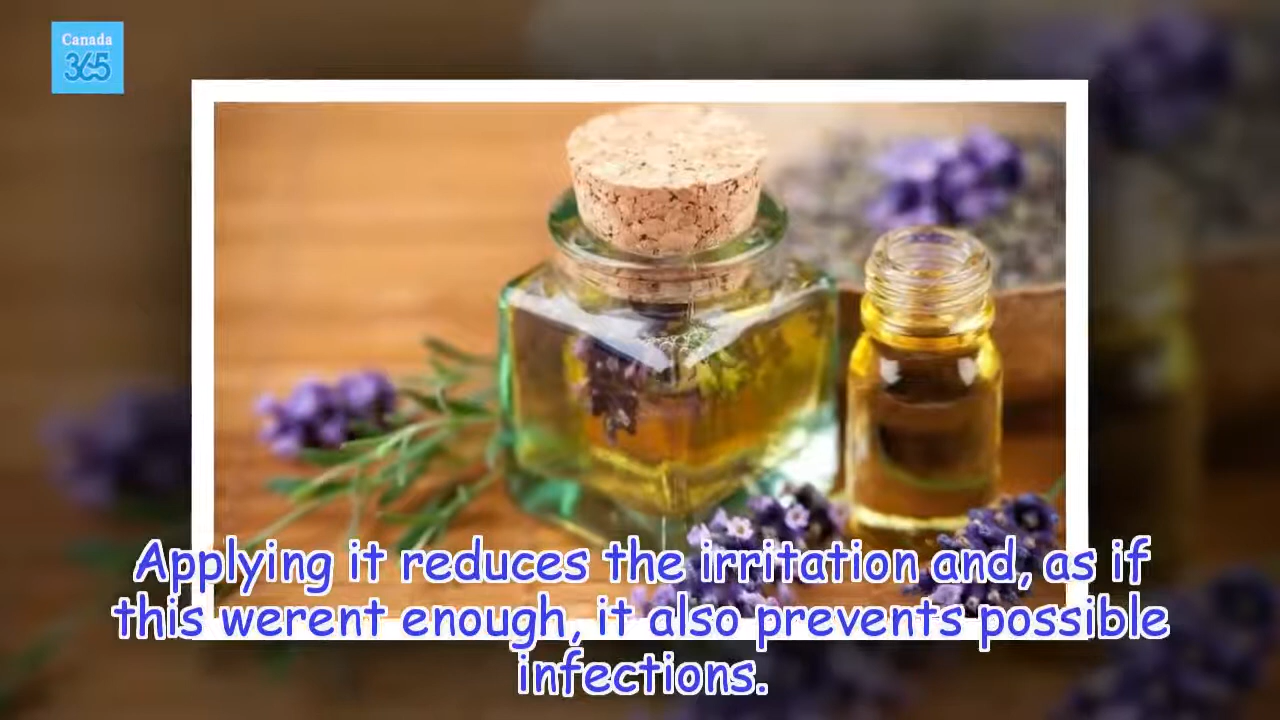 Canada
365
Applying it reduces the irritation and, as if
this werent enough, it also prevents possible
infections.